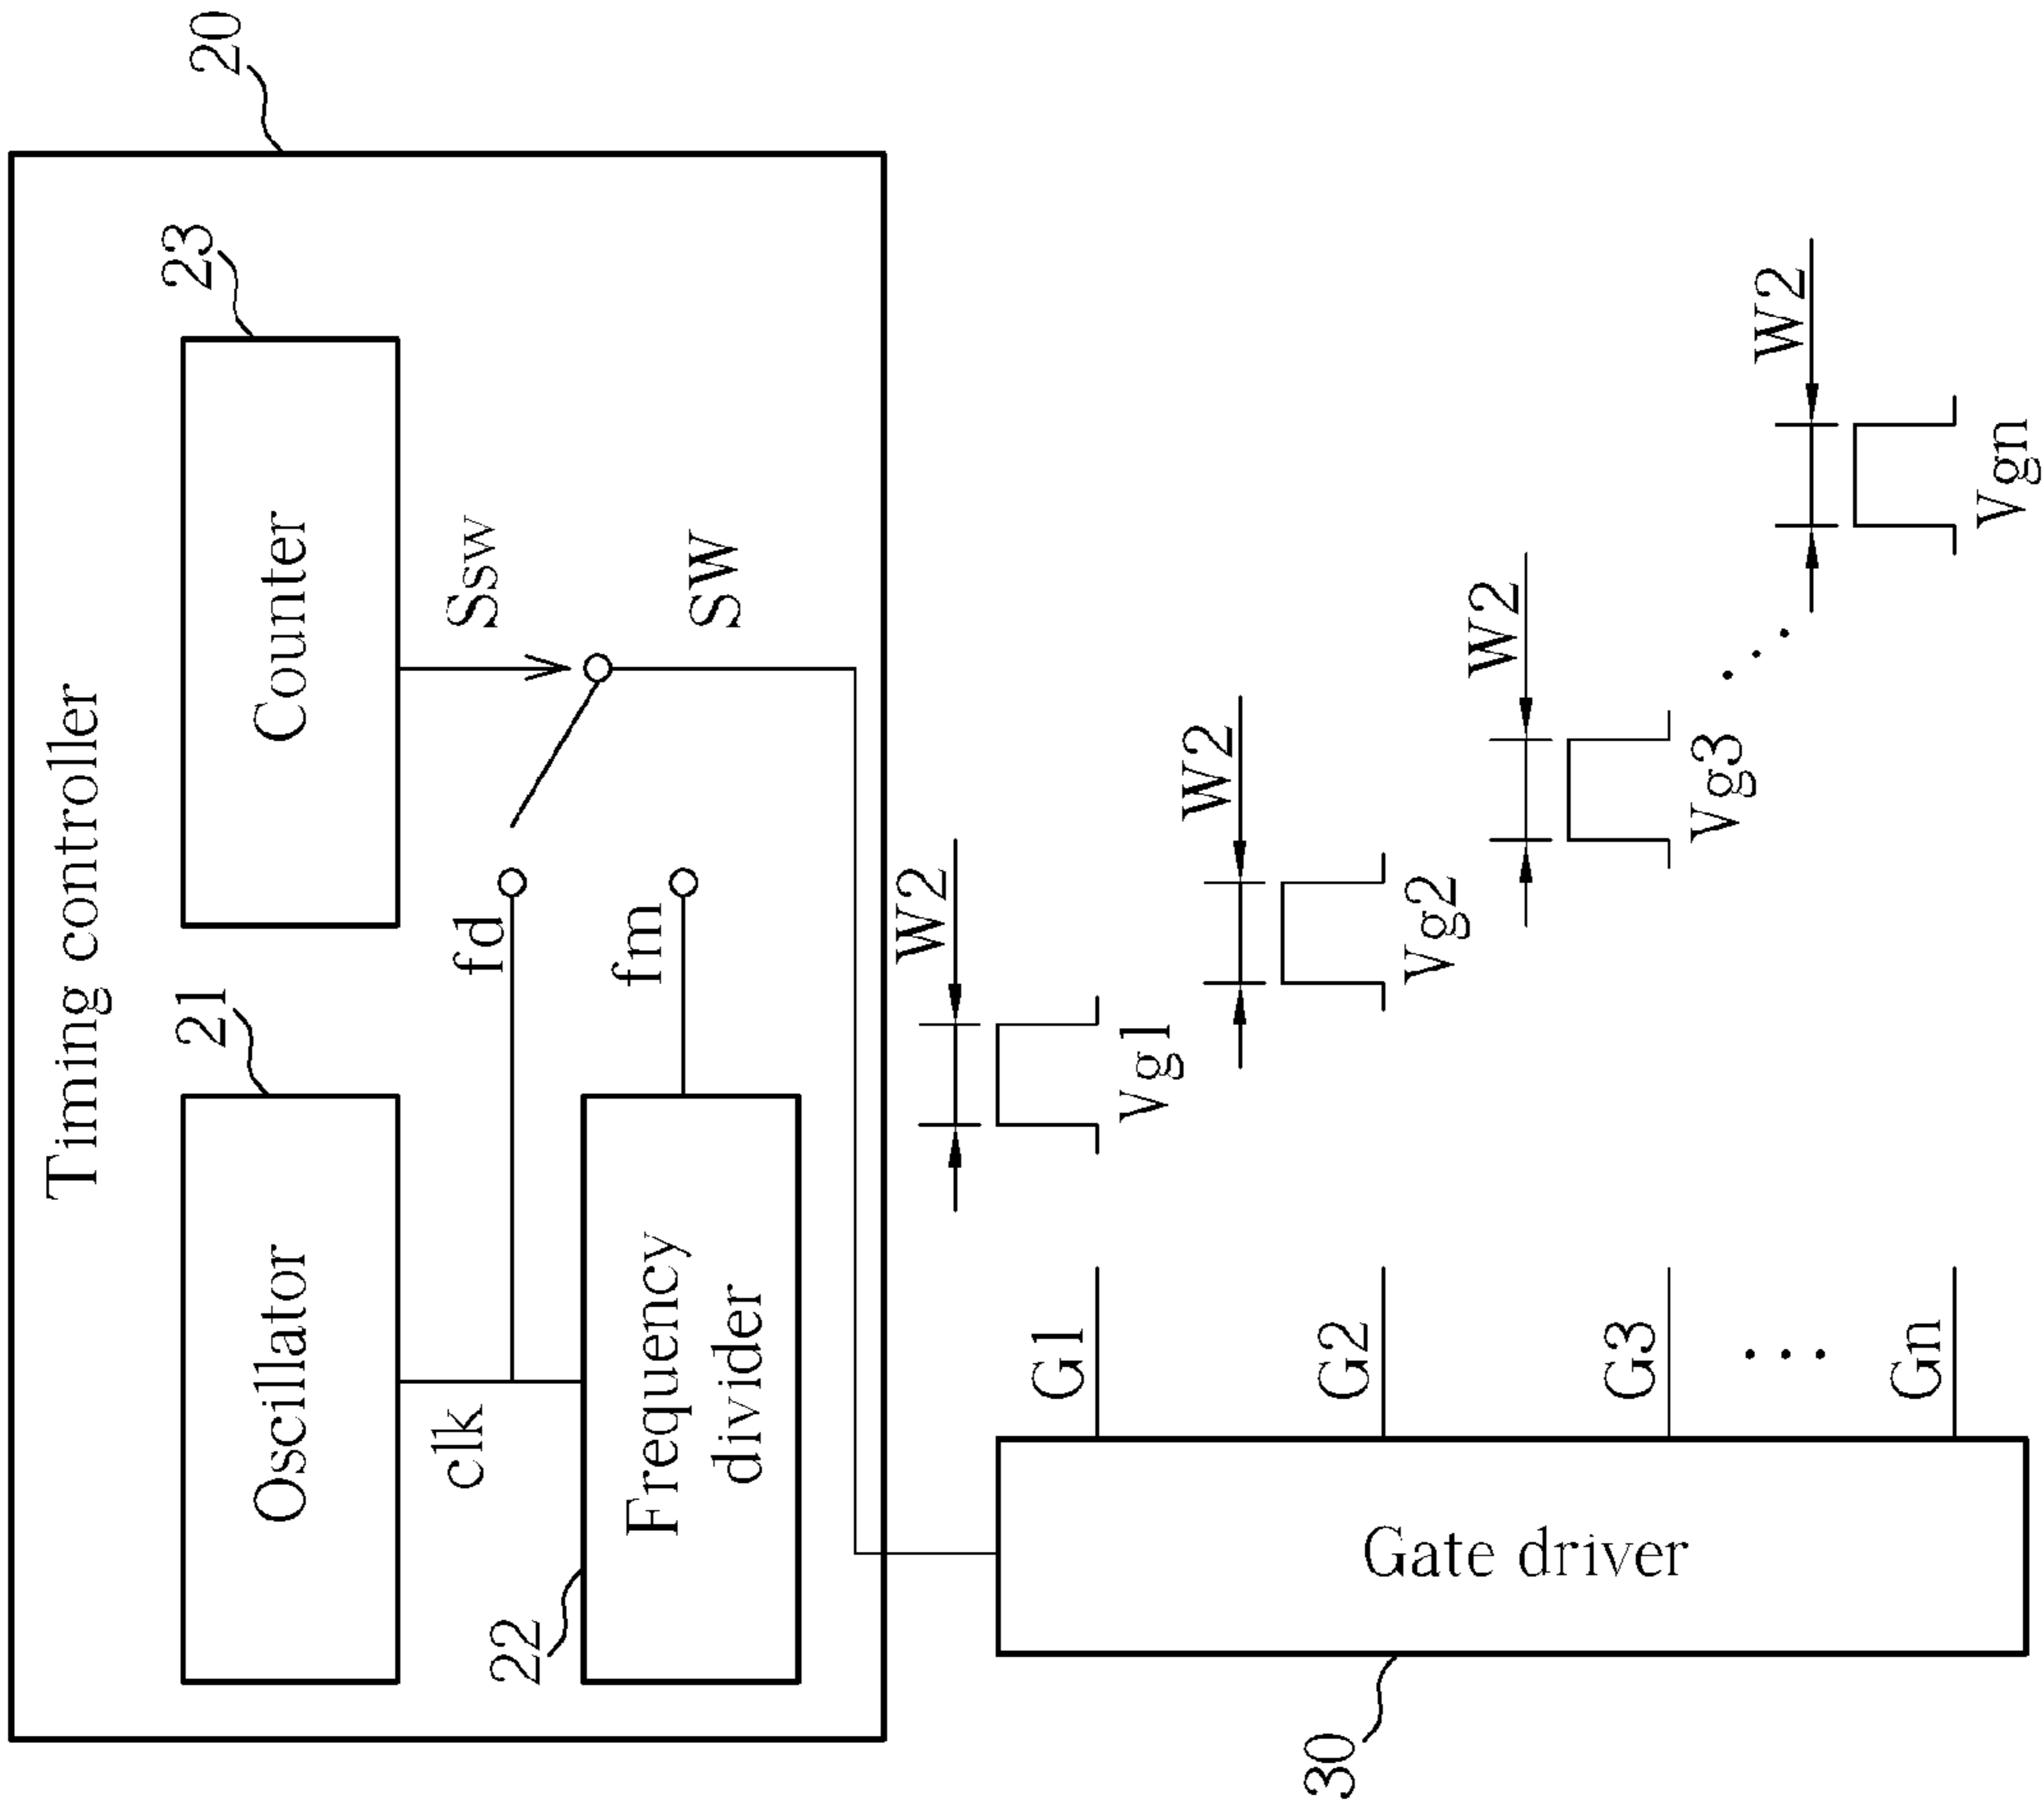 Timing controller
20
Oscillator
21
Counter
23
clk
fd
Ssw
22
Frequency
divider
fm
SW
30
Gate driver
G1
G2
G3
Gn
W2
Vg1
W2
Vg2
W2
Vg3
W2
Vgn